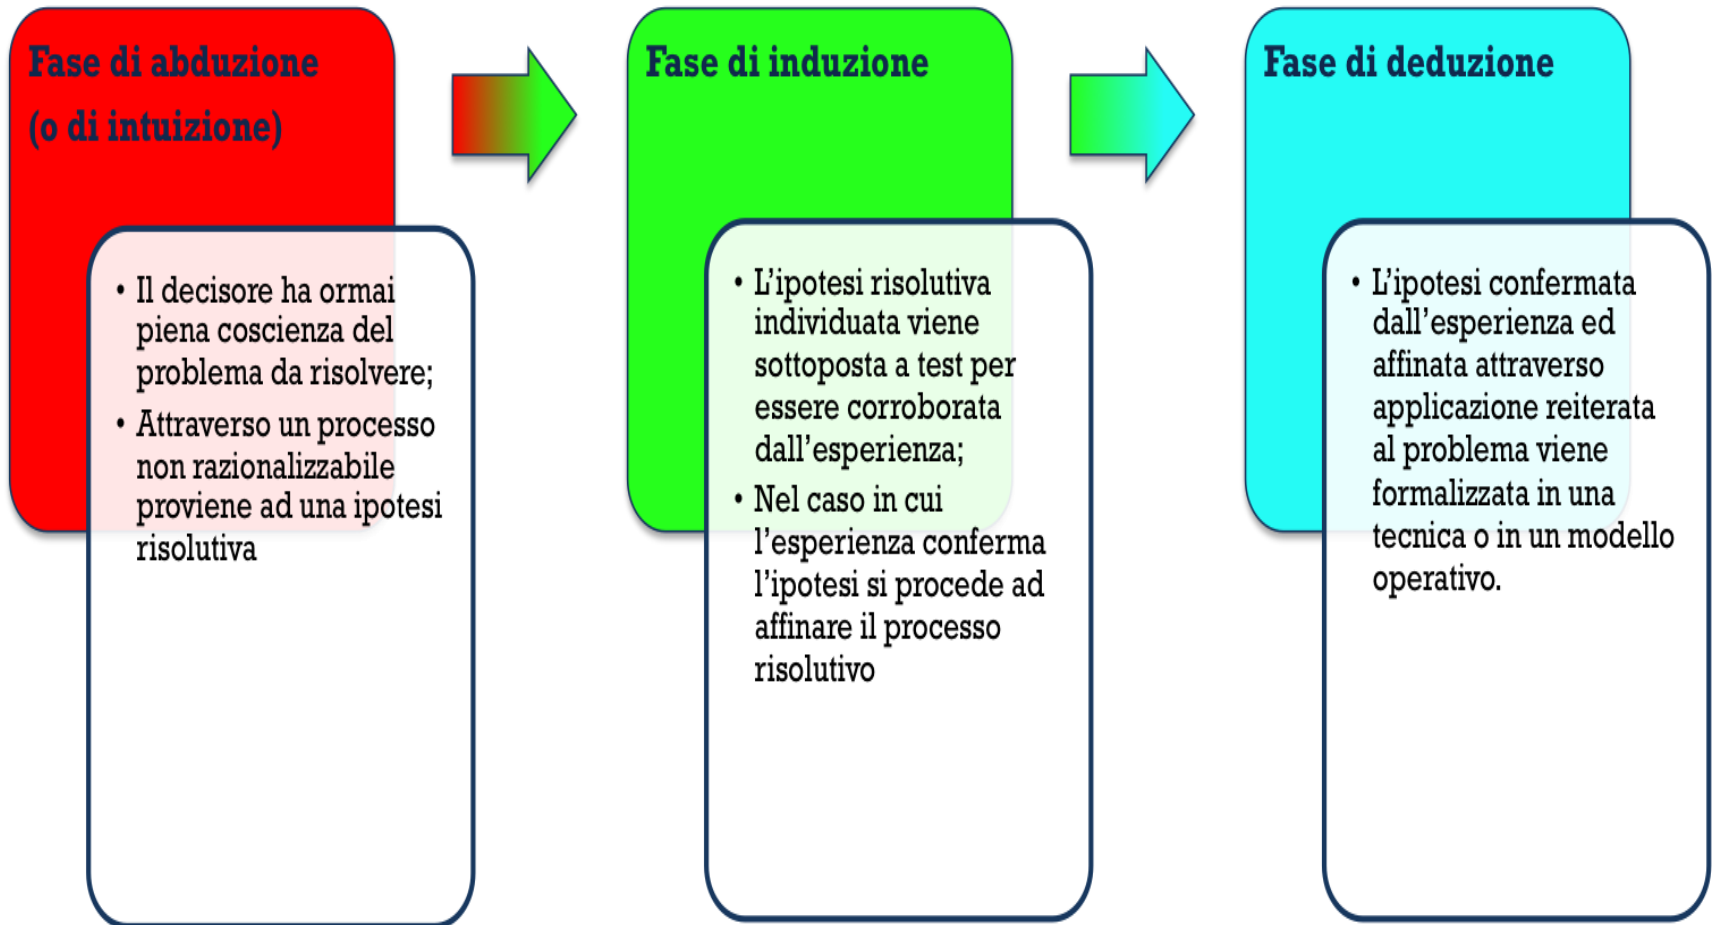 Fase di abduzione
(o di intuizione)
• Il decisore ha ormai
piena coscienza del
problema da risolvere;
• Attraverso un processo
non razionalizzabile
proviene ad una ipotesi
risolutiva
Fase di induzione
• L’ipotesi risolutiva
individuata viene
sottoposta a test per
essere corroborata
dall’esperienza;
• Nel caso in cui
l’esperienza conferma
l’ipotesi si procede ad
affinare il processo
risolutivo
Fase di deduzione
• L’ipotesi confermata
dall’esperienza ed
affinata attraverso
applicazione reiterata
al problema viene
formalizzata in una
tecnica o in un modello
operativo.